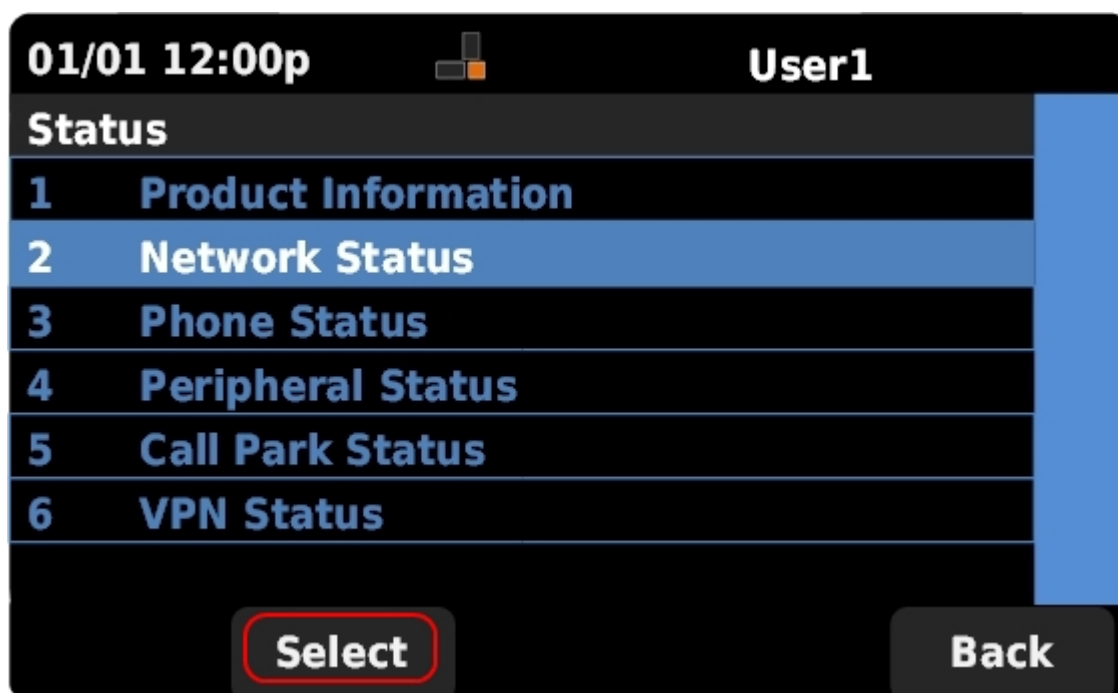 01/01 12:00p User1
Status
1 Product Information
2 Network Status
3 Phone Status
4 Peripheral Status
5 Call Park Status
6 VPN Status
Select Back